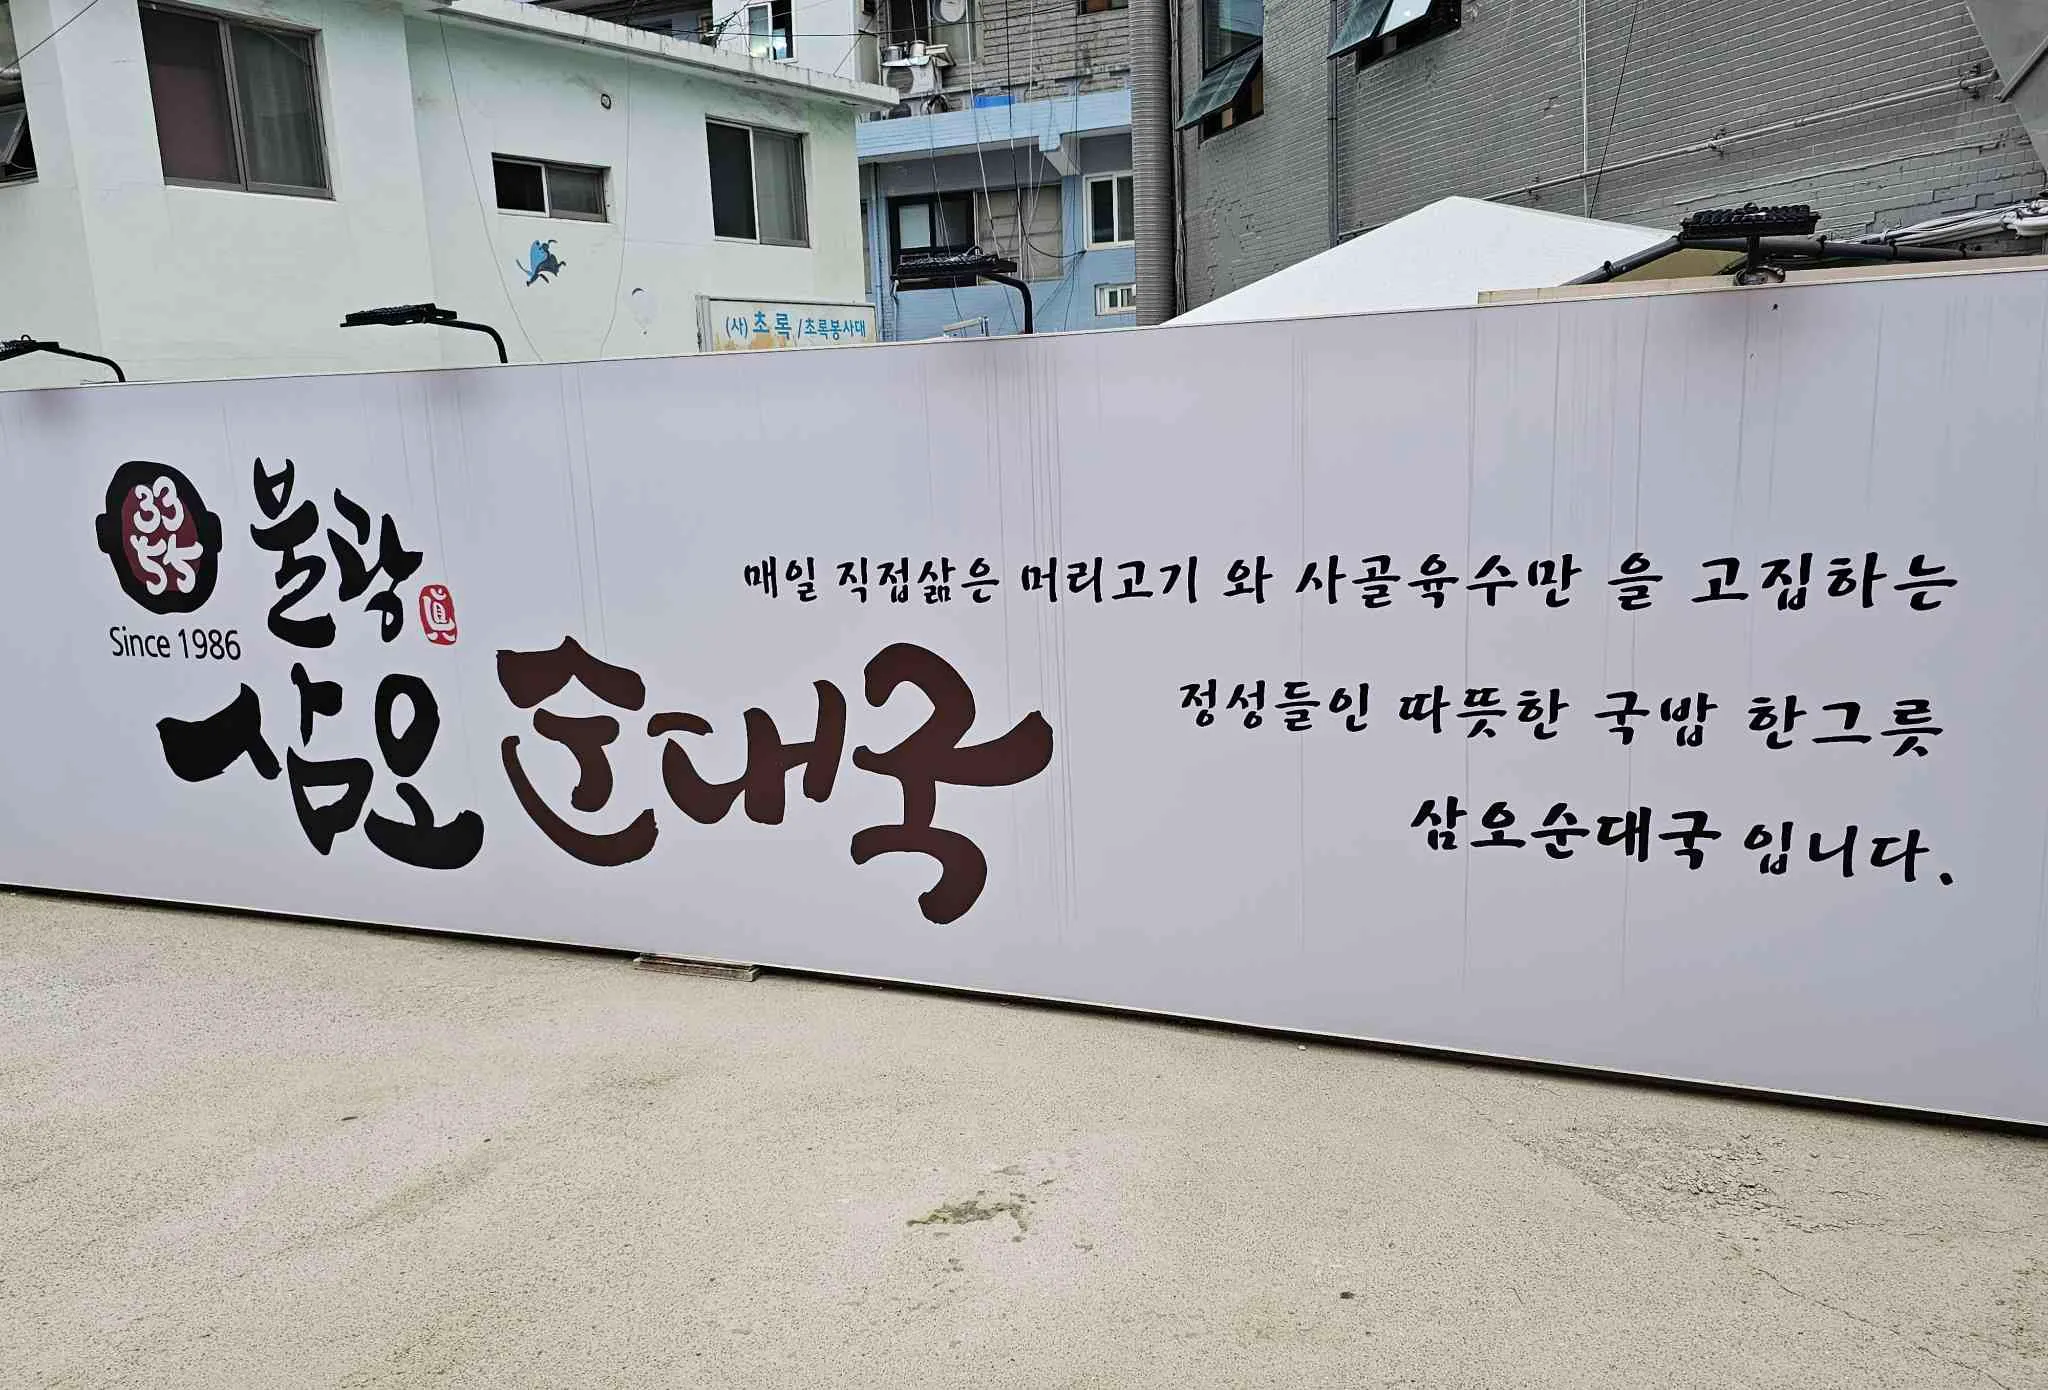 (사)초록/초록봉사대
33
55
Since 1986
불광
眞
삼오 순대국
매일 직접삶은 머리고기 와 사골육수만 을 고집하는
정성들인 따뜻한 국밥 한그릇
삼오순대국 입니다.